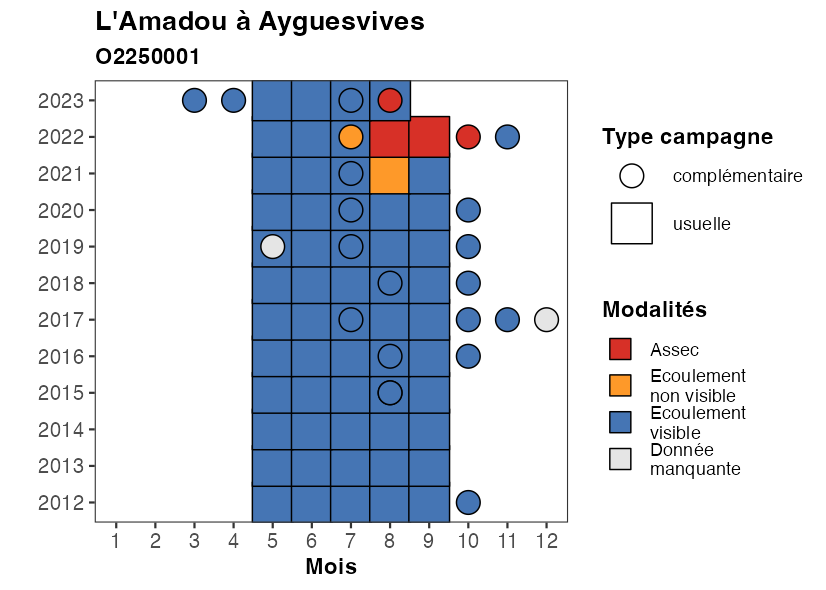 L'Amadou à Ayguesvives
O2250001
2023
2022
2021
2020
2019
2018
2017
2016
2015
2014
2013
2012
1 2 3 4 5 6 7 8 9 10 11 12
Mois
Type campagne
complémentaire
usuelle
Modalités
Assec
Ecoulement
non visible
Ecoulement
visible
Donnée
manquante